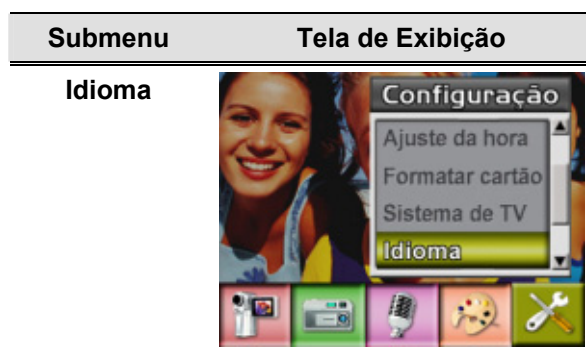 Submenu Tela de Exibição
Idioma
Configuração
Ajuste da hora
Formatar cartão
Sistema de TV
Idioma